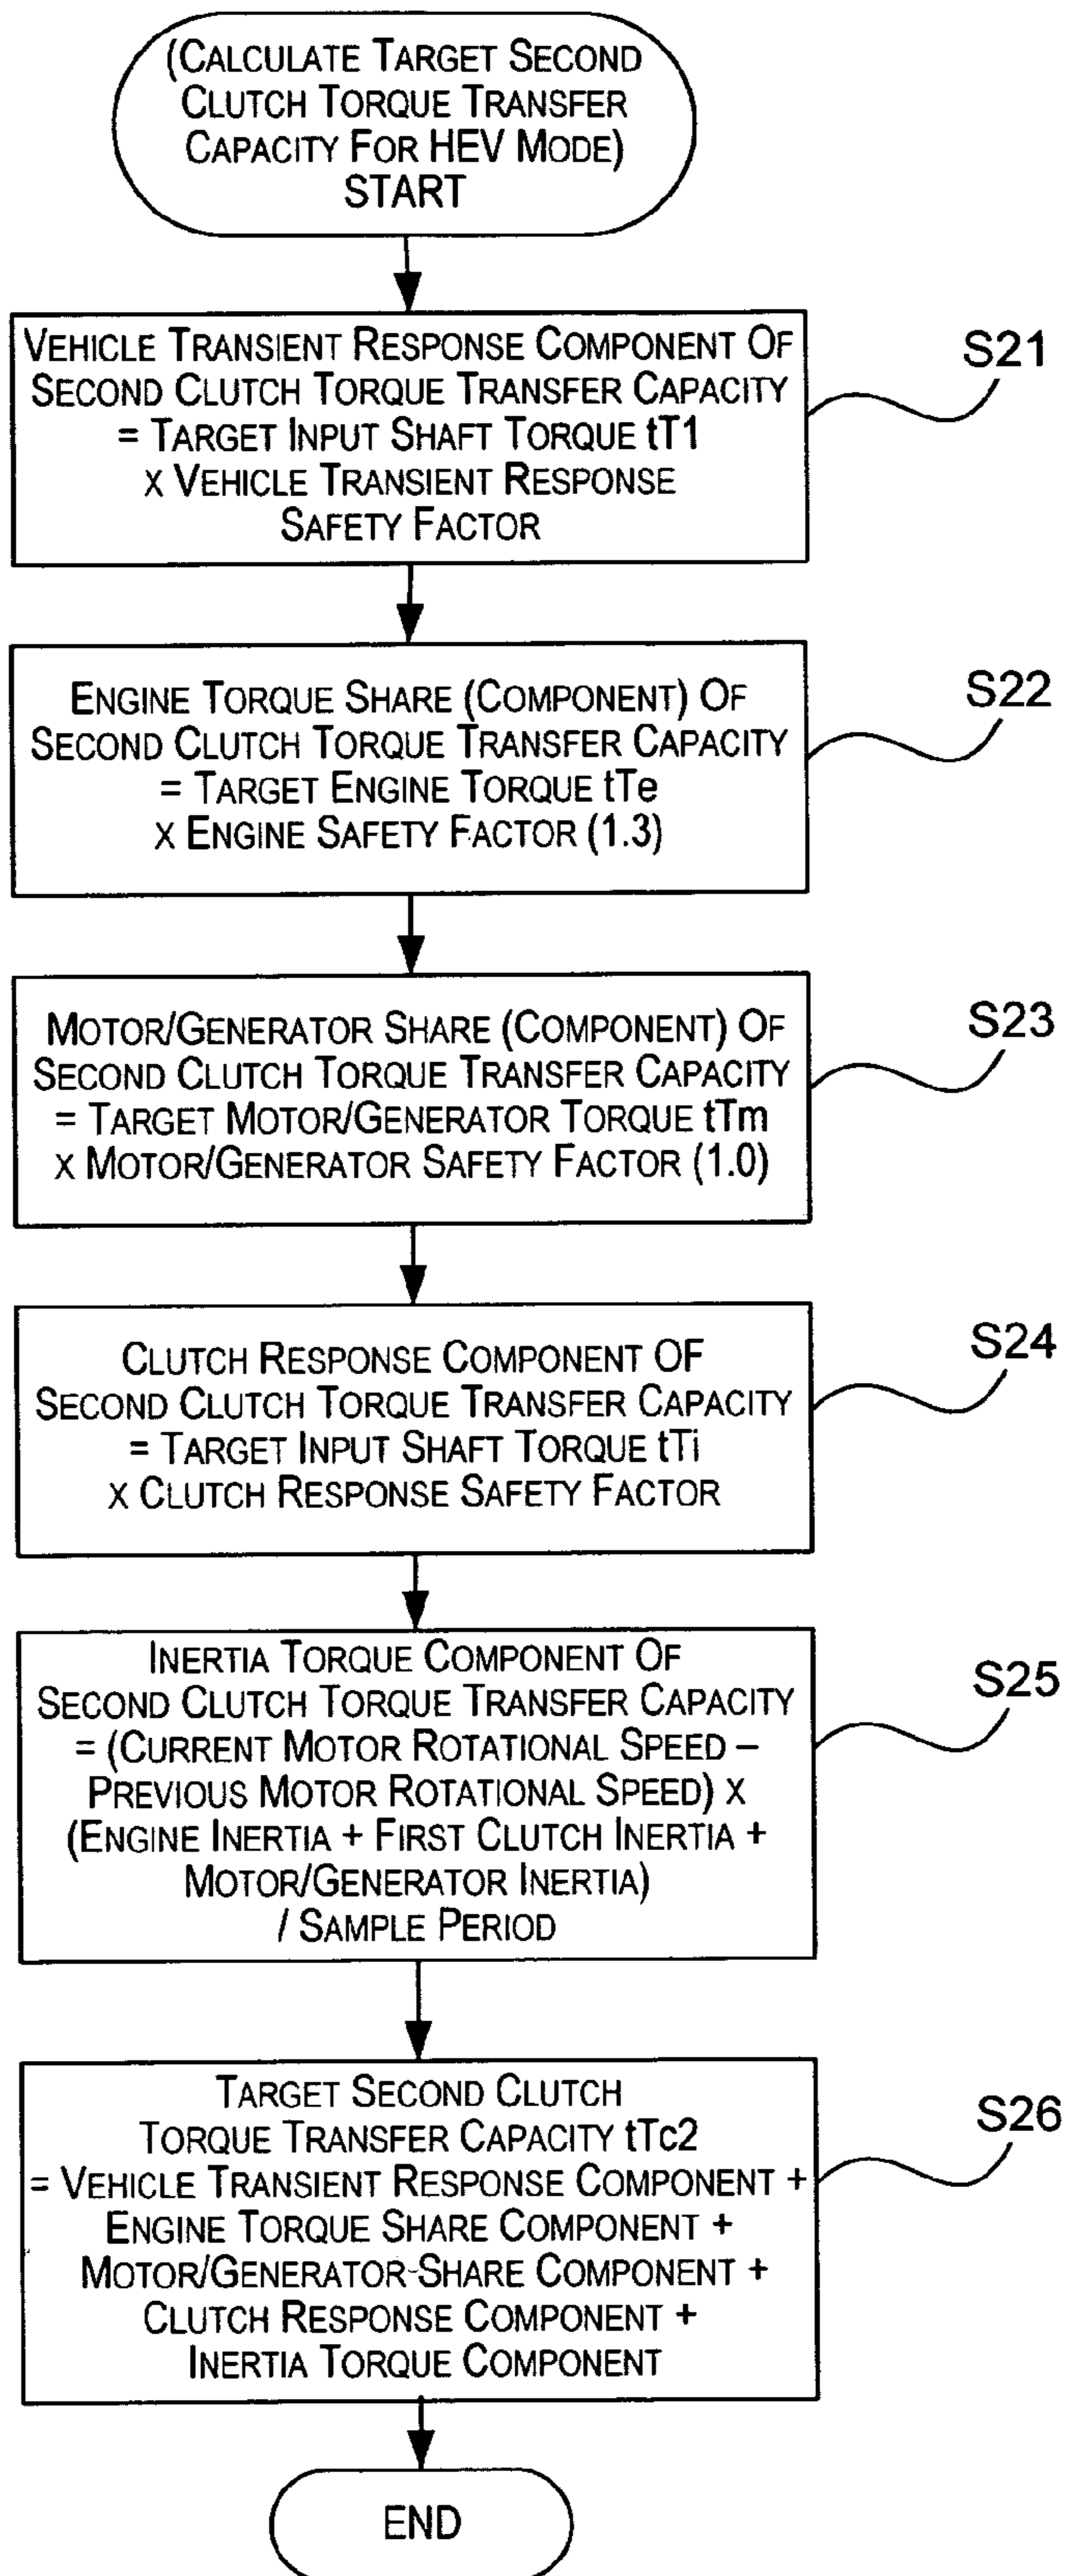 (CALCULATE TARGET SECOND
CLUTCH TORQUE TRANSFER
CAPACITY FOR HEV MODE)
START
VEHICLE TRANSIENT RESPONSE COMPONENT OF
SECOND CLUTCH TORQUE TRANSFER CAPACITY
= TARGET INPUT SHAFT TORQUE tT1
X VEHICLE TRANSIENT RESPONSE
SAFETY FACTOR
S21
ENGINE TORQUE SHARE (COMPONENT) OF
SECOND CLUTCH TORQUE TRANSFER CAPACITY
= TARGET ENGINE TORQUE tTe
X ENGINE SAFETY FACTOR (1.3)
S22
MOTOR/GENERATOR SHARE (COMPONENT) OF
SECOND CLUTCH TORQUE TRANSFER CAPACITY
= TARGET MOTOR/GENERATOR TORQUE tTm
X MOTOR/GENERATOR SAFETY FACTOR (1.0)
S23
CLUTCH RESPONSE COMPONENT OF
SECOND CLUTCH TORQUE TRANSFER CAPACITY
= TARGET INPUT SHAFT TORQUE tTi
X CLUTCH RESPONSE SAFETY FACTOR
S24
INERTIA TORQUE COMPONENT OF
SECOND CLUTCH TORQUE TRANSFER CAPACITY
= (CURRENT MOTOR ROTATIONAL SPEED –
PREVIOUS MOTOR ROTATIONAL SPEED) X
(ENGINE INERTIA + FIRST CLUTCH INERTIA +
MOTOR/GENERATOR INERTIA)
/ SAMPLE PERIOD
S25
TARGET SECOND CLUTCH
TORQUE TRANSFER CAPACITY tTc2
= VEHICLE TRANSIENT RESPONSE COMPONENT +
ENGINE TORQUE SHARE COMPONENT +
MOTOR/GENERATOR-SHARE COMPONENT +
CLUTCH RESPONSE COMPONENT +
INERTIA TORQUE COMPONENT
S26
END